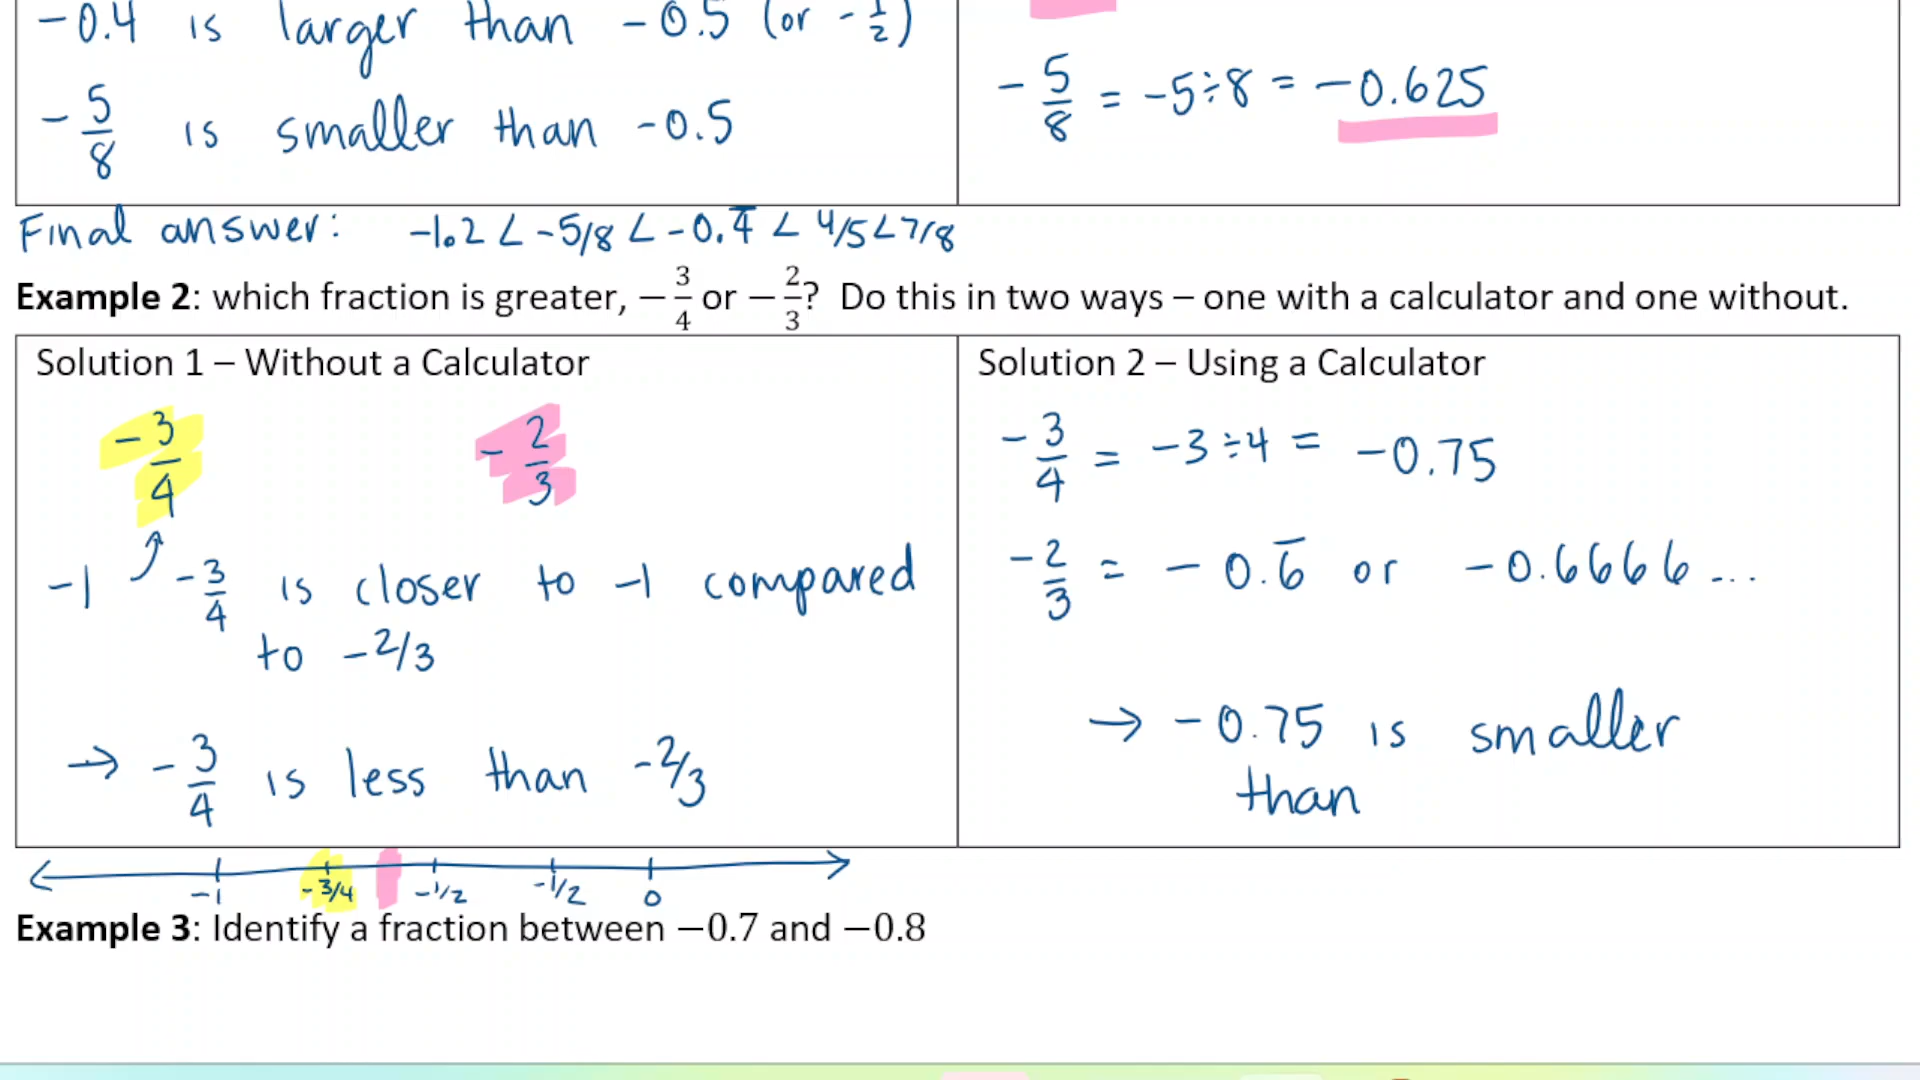 -0.4 is larger than -0.5 (or -1/2)
-5/8 is smaller than -0.5
-5/8 = -5÷8 = -0.625
Final answer: -1.2 < -5/8 < -0.4̅ < 4/5 < 7/8
Example 2: which fraction is greater, −3/4 or −2/3? Do this in two ways – one with a calculator and one without.
Solution 1 – Without a Calculator
-3/4 -2/3
-1 -3/4 is closer to -1 compared
to -2/3
→ -3/4 is less than -2/3
Solution 2 – Using a Calculator
-3/4 = -3÷4 = -0.75
-2/3 = -0.6̅ or -0.6666...
→ -0.75 is smaller
than
-1 -3/4 -1/2 -1/2 0
Example 3: Identify a fraction between −0.7 and −0.8